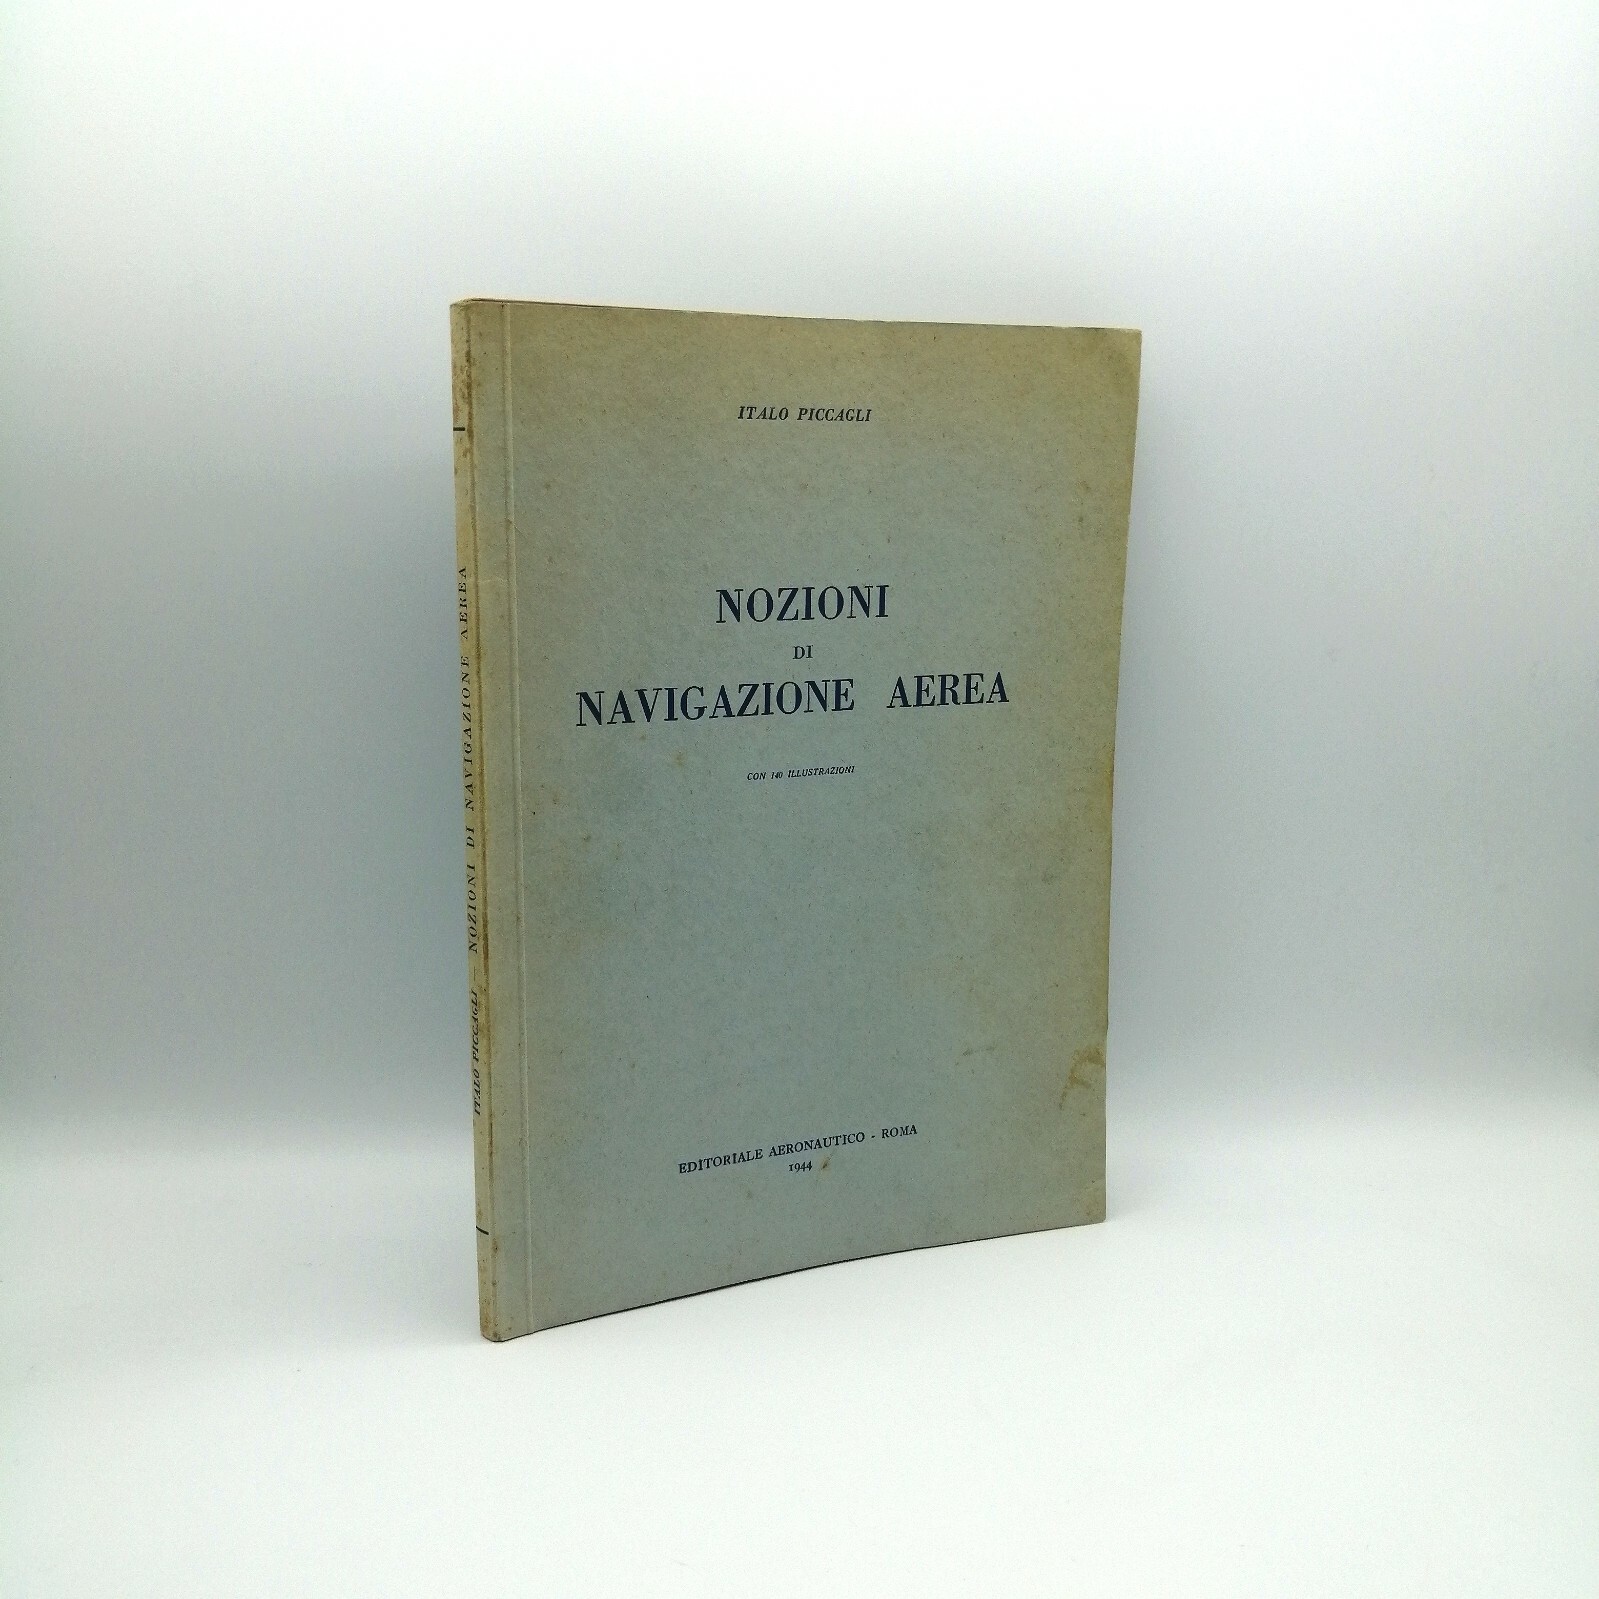 ITALO PICCAGLI
NOZIONI
DI
NAVIGAZIONE AEREA
CON 140 ILLUSTRAZIONI
EDITORIALE AERONAUTICO - ROMA
1944
ITALO PICCAGLI — NOZIONI DI NAVIGAZIONE AEREA